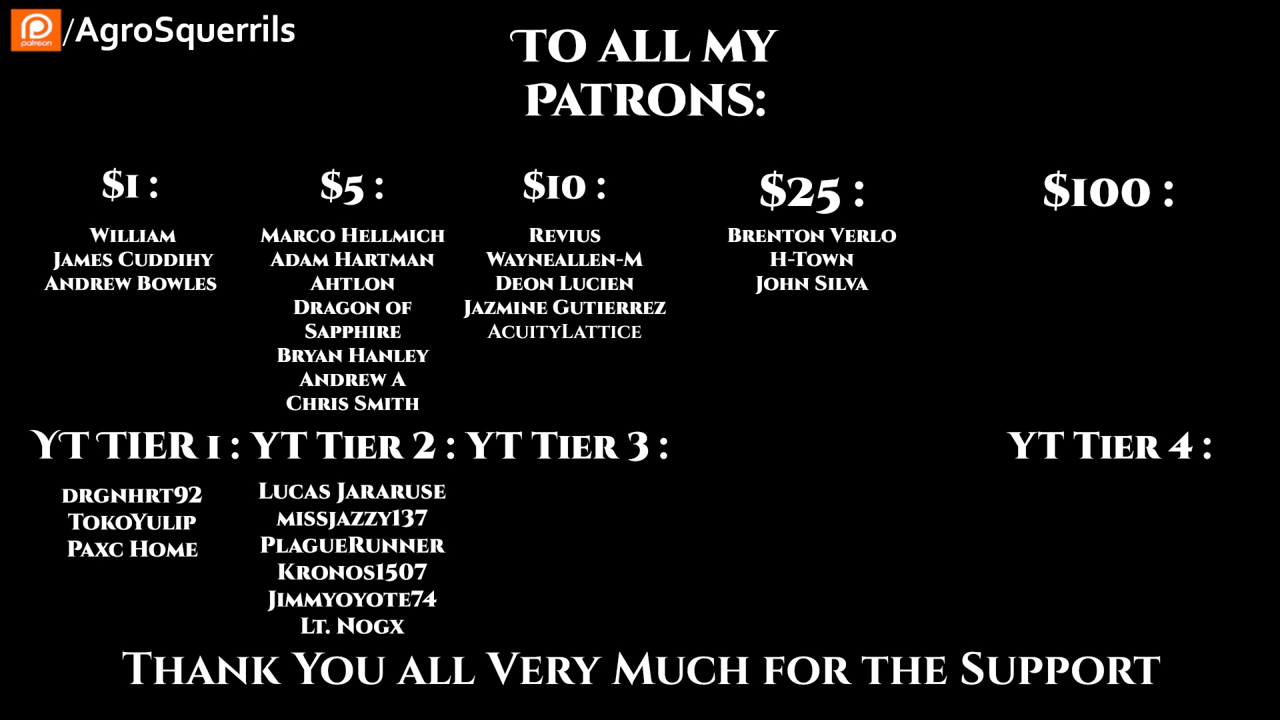 patreon
/AgroSquerrils
To all my
Patrons:
$1 :
William
James Cuddihy
Andrew Bowles
$5 :
Marco Hellmich
Adam Hartman
Ahtlon
Dragon of
Sapphire
Bryan Hanley
Andrew A
Chris Smith
$10 :
Revius
Wayneallen-M
Deon Lucien
Jazmine Gutierrez
AcuityLattice
$25 :
Brenton Verlo
H-Town
John Silva
$100 :
YT Tier 1 :
drgnhrt92
TokoYulip
Paxc Home
YT Tier 2 :
Lucas Jararuse
missjazzy137
PlagueRunner
Kronos1507
Jimmyoyote74
Lt. Nogx
YT Tier 3 :
YT Tier 4 :
Thank You all Very Much for the Support